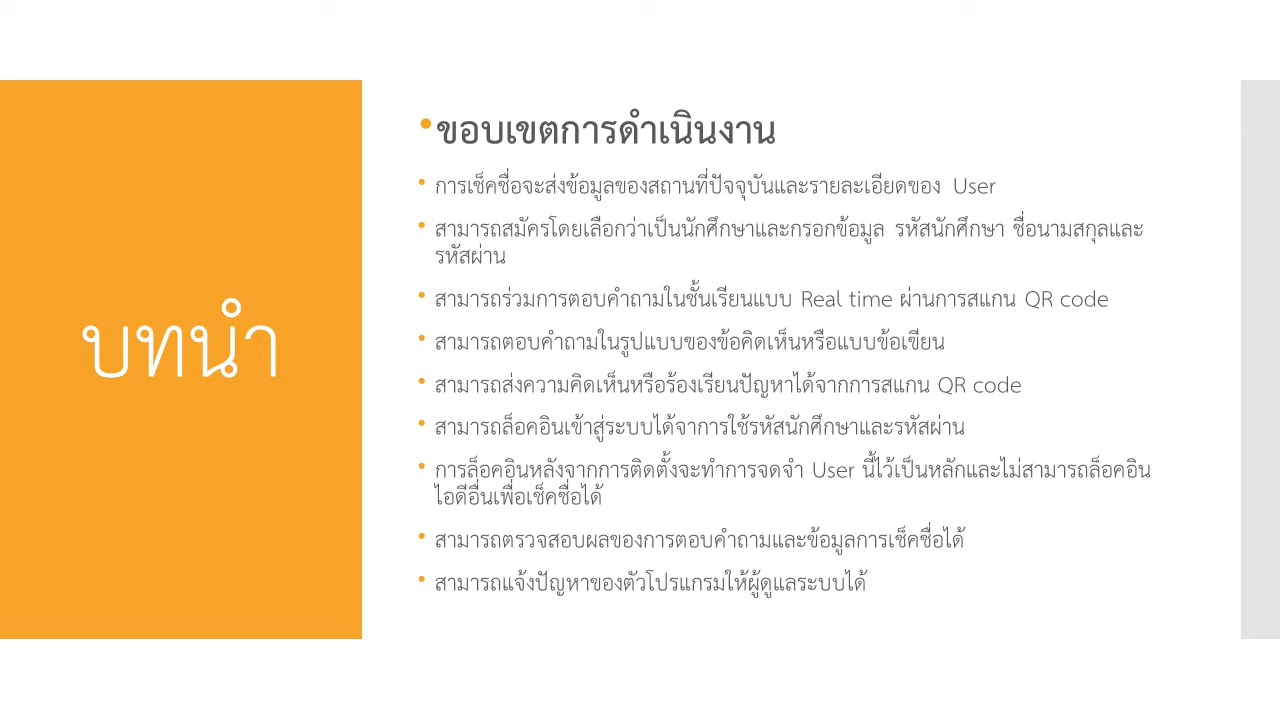 บทนำ
•ขอบเขตการดำเนินงาน
• การเช็คชื่อจะส่งข้อมูลของสถานที่ปัจจุบันและรายละเอียดของ User
• สามารถสมัครโดยเลือกว่าเป็นนักศึกษาและกรอกข้อมูล รหัสนักศึกษา ชื่อนามสกุลและ
รหัสผ่าน
• สามารถร่วมการตอบคำถามในชั้นเรียนแบบ Real time ผ่านการสแกน QR code
• สามารถตอบคำถามในรูปแบบของข้อคิดเห็นหรือแบบข้อเขียน
• สามารถส่งความคิดเห็นหรือร้องเรียนปัญหาได้จากการสแกน QR code
• สามารถล็อคอินเข้าสู่ระบบได้จาการใช้รหัสนักศึกษาและรหัสผ่าน
• การล็อคอินหลังจากการติดตั้งจะทำการจดจำ User นี้ไว้เป็นหลักและไม่สามารถล็อคอิน
ไอดีอื่นเพื่อเช็คชื่อได้
• สามารถตรวจสอบผลของการตอบคำถามและข้อมูลการเช็คชื่อได้
• สามารถแจ้งปัญหาของตัวโปรแกรมให้ผู้ดูแลระบบได้